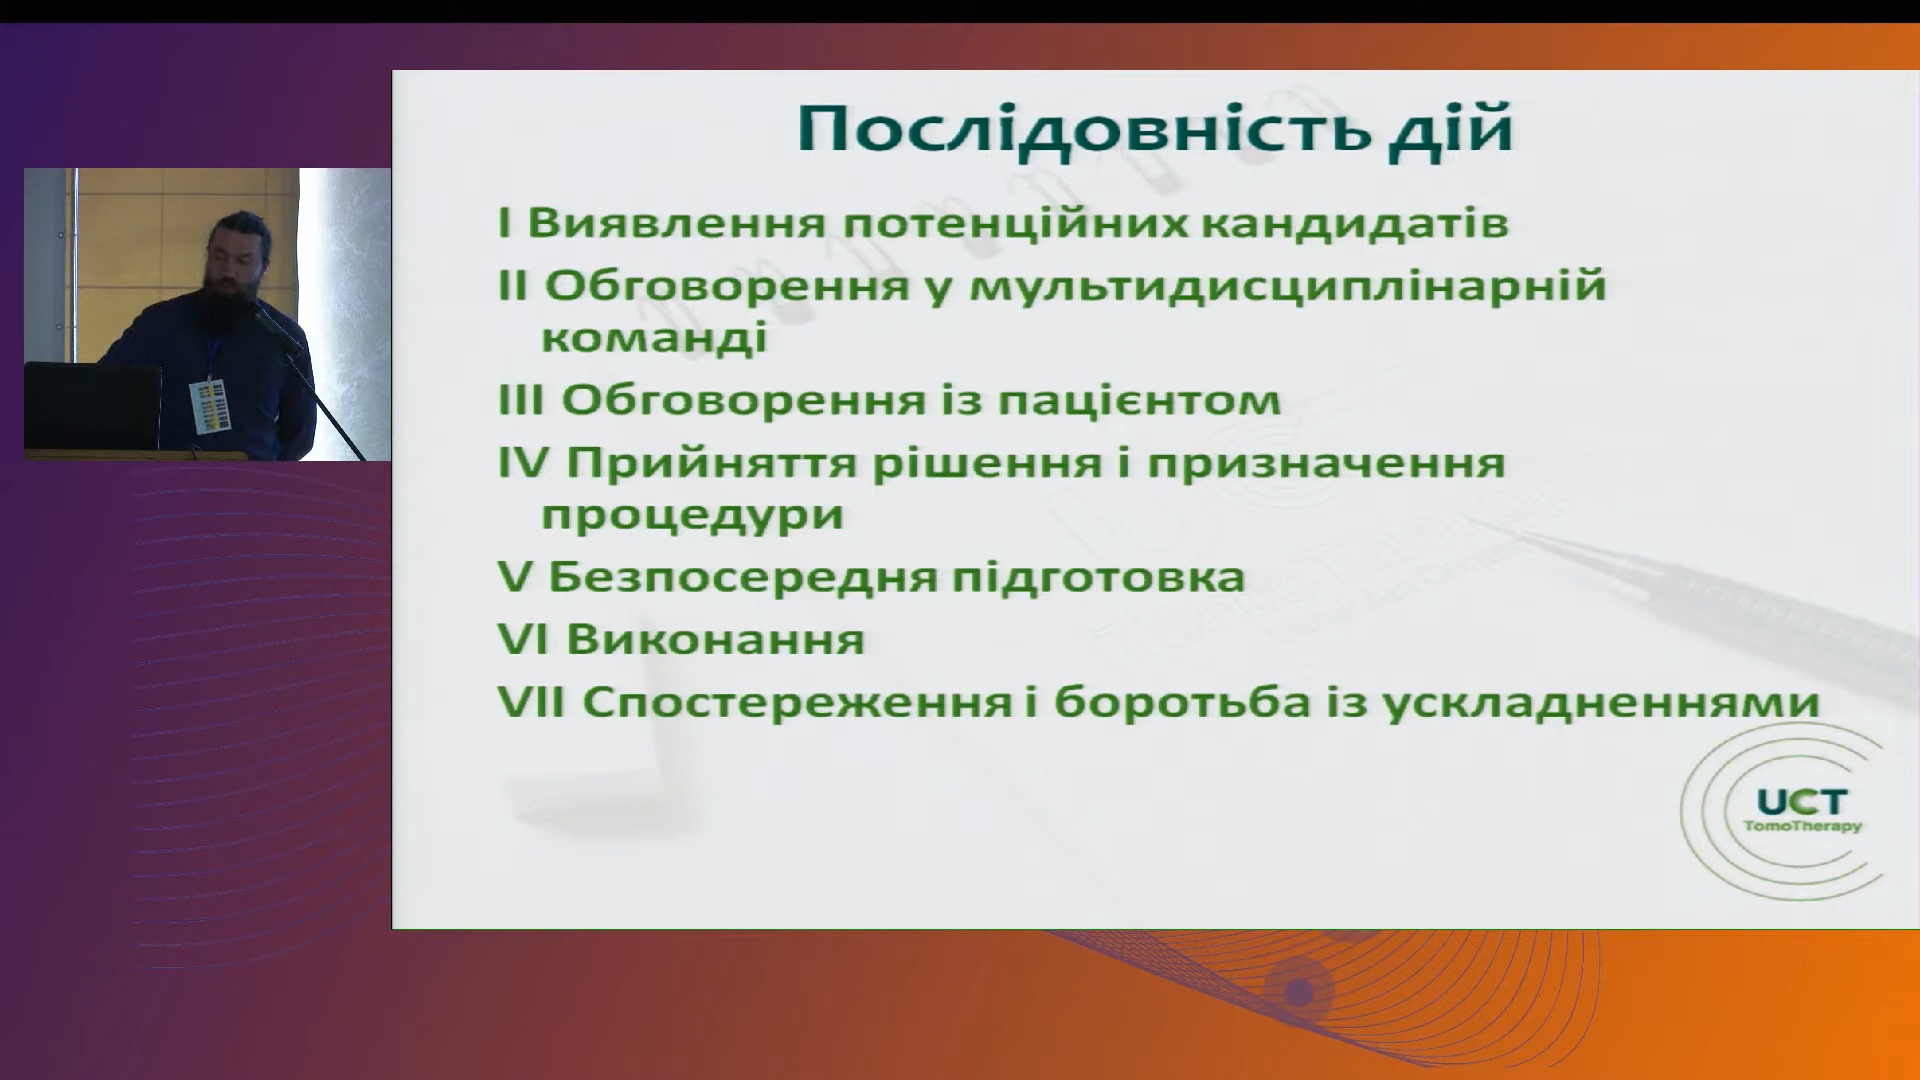 Послідовність дій
I Виявлення потенційних кандидатів
II Обговорення у мультидисциплінарній
команді
III Обговорення із пацієнтом
IV Прийняття рішення і призначення
процедури
V Безпосередня підготовка
VI Виконання
VII Спостереження і боротьба із ускладненнями
UCT
TomoTherapy